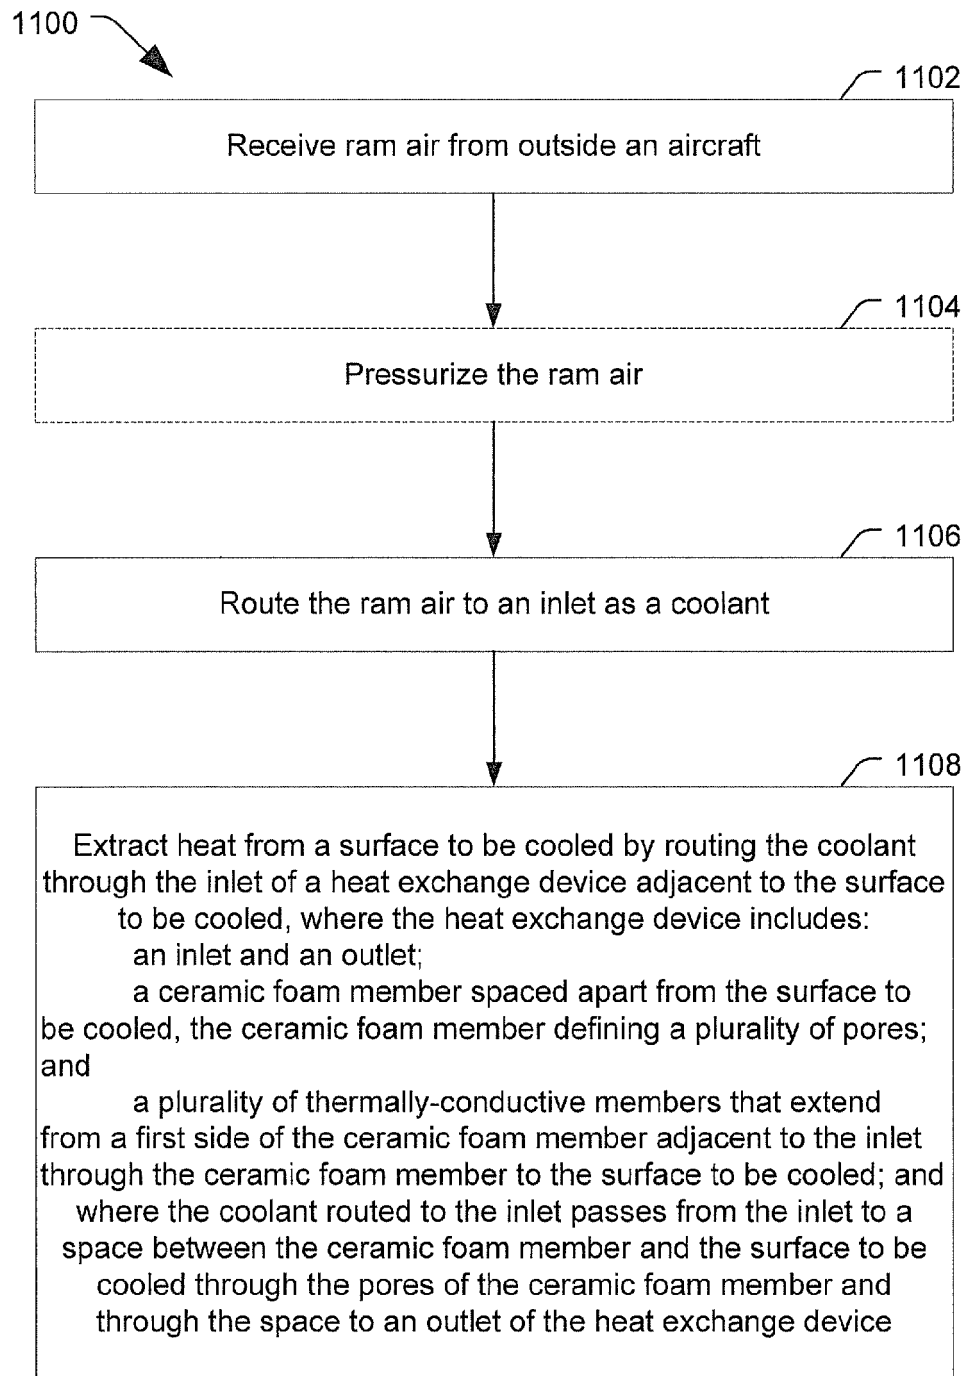 1100
1102
Receive ram air from outside an aircraft
1104
Pressurize the ram air
1106
Route the ram air to an inlet as a coolant
1108
Extract heat from a surface to be cooled by routing the coolant
through the inlet of a heat exchange device adjacent to the surface
to be cooled, where the heat exchange device includes:
an inlet and an outlet;
a ceramic foam member spaced apart from the surface to
be cooled, the ceramic foam member defining a plurality of pores;
and
a plurality of thermally-conductive members that extend
from a first side of the ceramic foam member adjacent to the inlet
through the ceramic foam member to the surface to be cooled; and
where the coolant routed to the inlet passes from the inlet to a
space between the ceramic foam member and the surface to be
cooled through the pores of the ceramic foam member and
through the space to an outlet of the heat exchange device